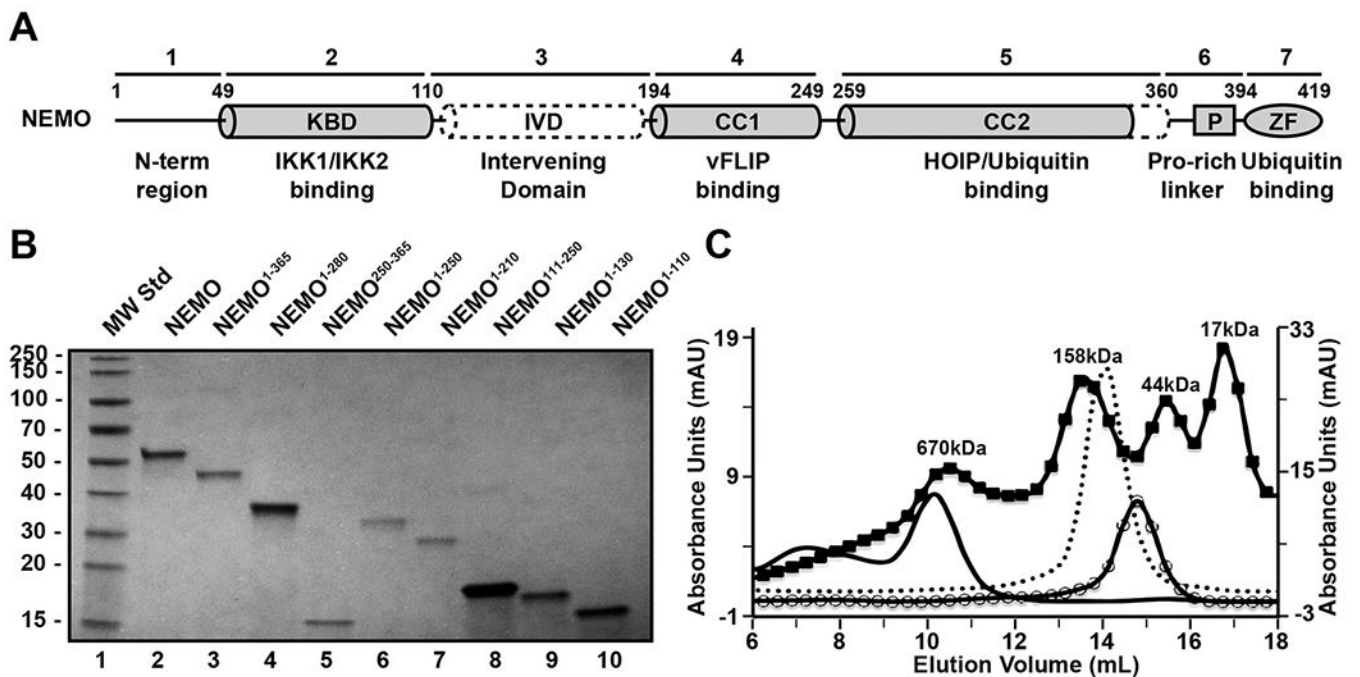 A
1 2 3 4 5 6 7
1 49 110 194 249 259 360 394 419
NEMO KBD IVD CC1 CC2 P ZF
N-term IKK1/IKK2 Intervening vFLIP HOIP/Ubiquitin Pro-rich Ubiquitin
region binding Domain binding binding linker binding
B
MW Std
NEMO
NEMO1-365
NEMO1-280
NEMO250-365
NEMO1-250
NEMO1-210
NEMO111-250
NEMO1-130
NEMO1-110
250 -
150 -
100 -
70 -
50 -
40 -
30 -
20 -
15 -
1 2 3 4 5 6 7 8 9 10
C
Absorbance Units (mAU)
19
9
-1
670kDa
158kDa
44kDa
17kDa
33
15
-3
Absorbance Units (mAU)
6 8 10 12 14 16 18
Elution Volume (mL)